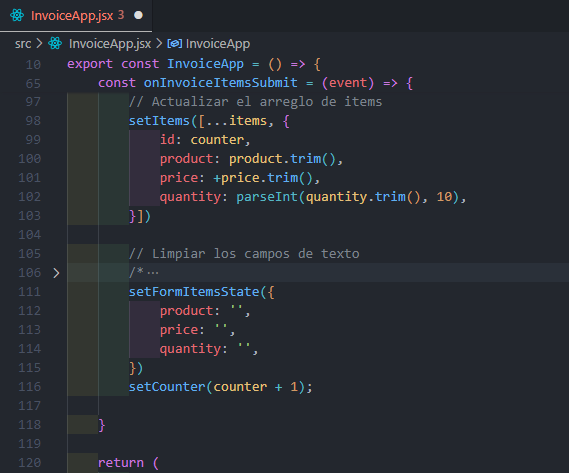 InvoiceApp.jsx 3
src > InvoiceApp.jsx > InvoiceApp
10 export const InvoiceApp = () => {
65 const onInvoiceItemsSubmit = (event) => {
97 // Actualizar el arreglo de items
98 setItems([...items, {
99 id: counter,
100 product: product.trim(),
101 price: +price.trim(),
102 quantity: parseInt(quantity.trim(), 10),
103 }])
104
105 // Limpiar los campos de texto
106 /* ...
111 setFormItemsState({
112 product: '',
113 price: '',
114 quantity: '',
115 })
116 setCounter(counter + 1);
117
118 }
119
120 return (